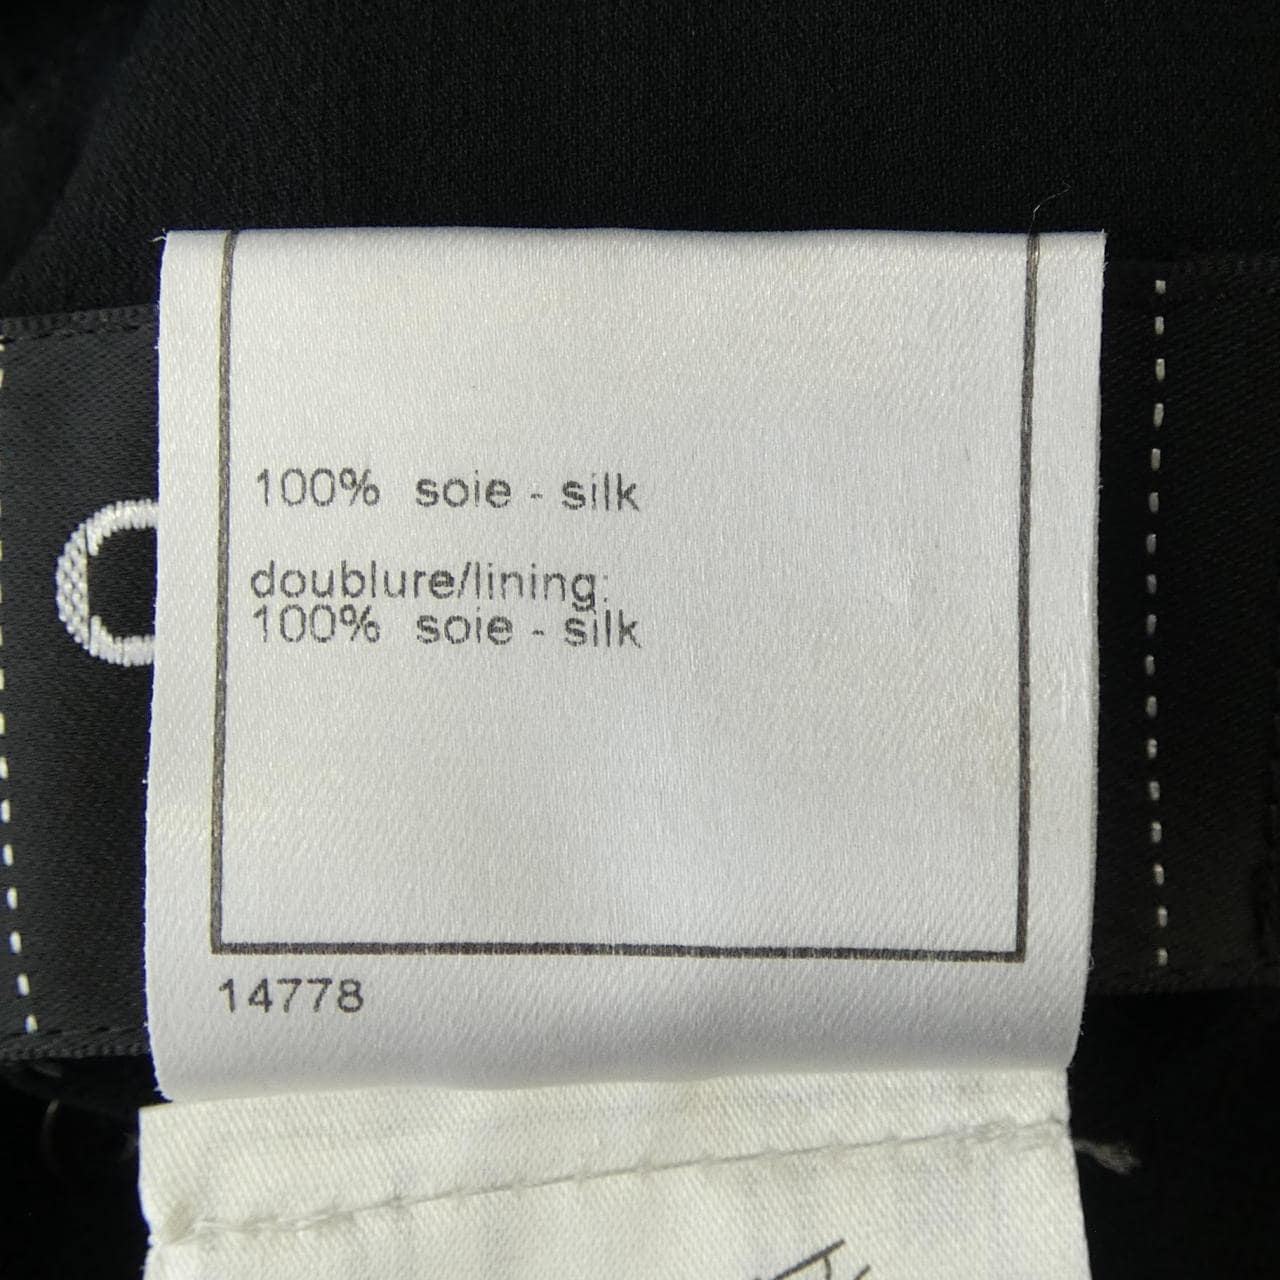 100% soie - silk
doublure/lining:
100% soie - silk
14778